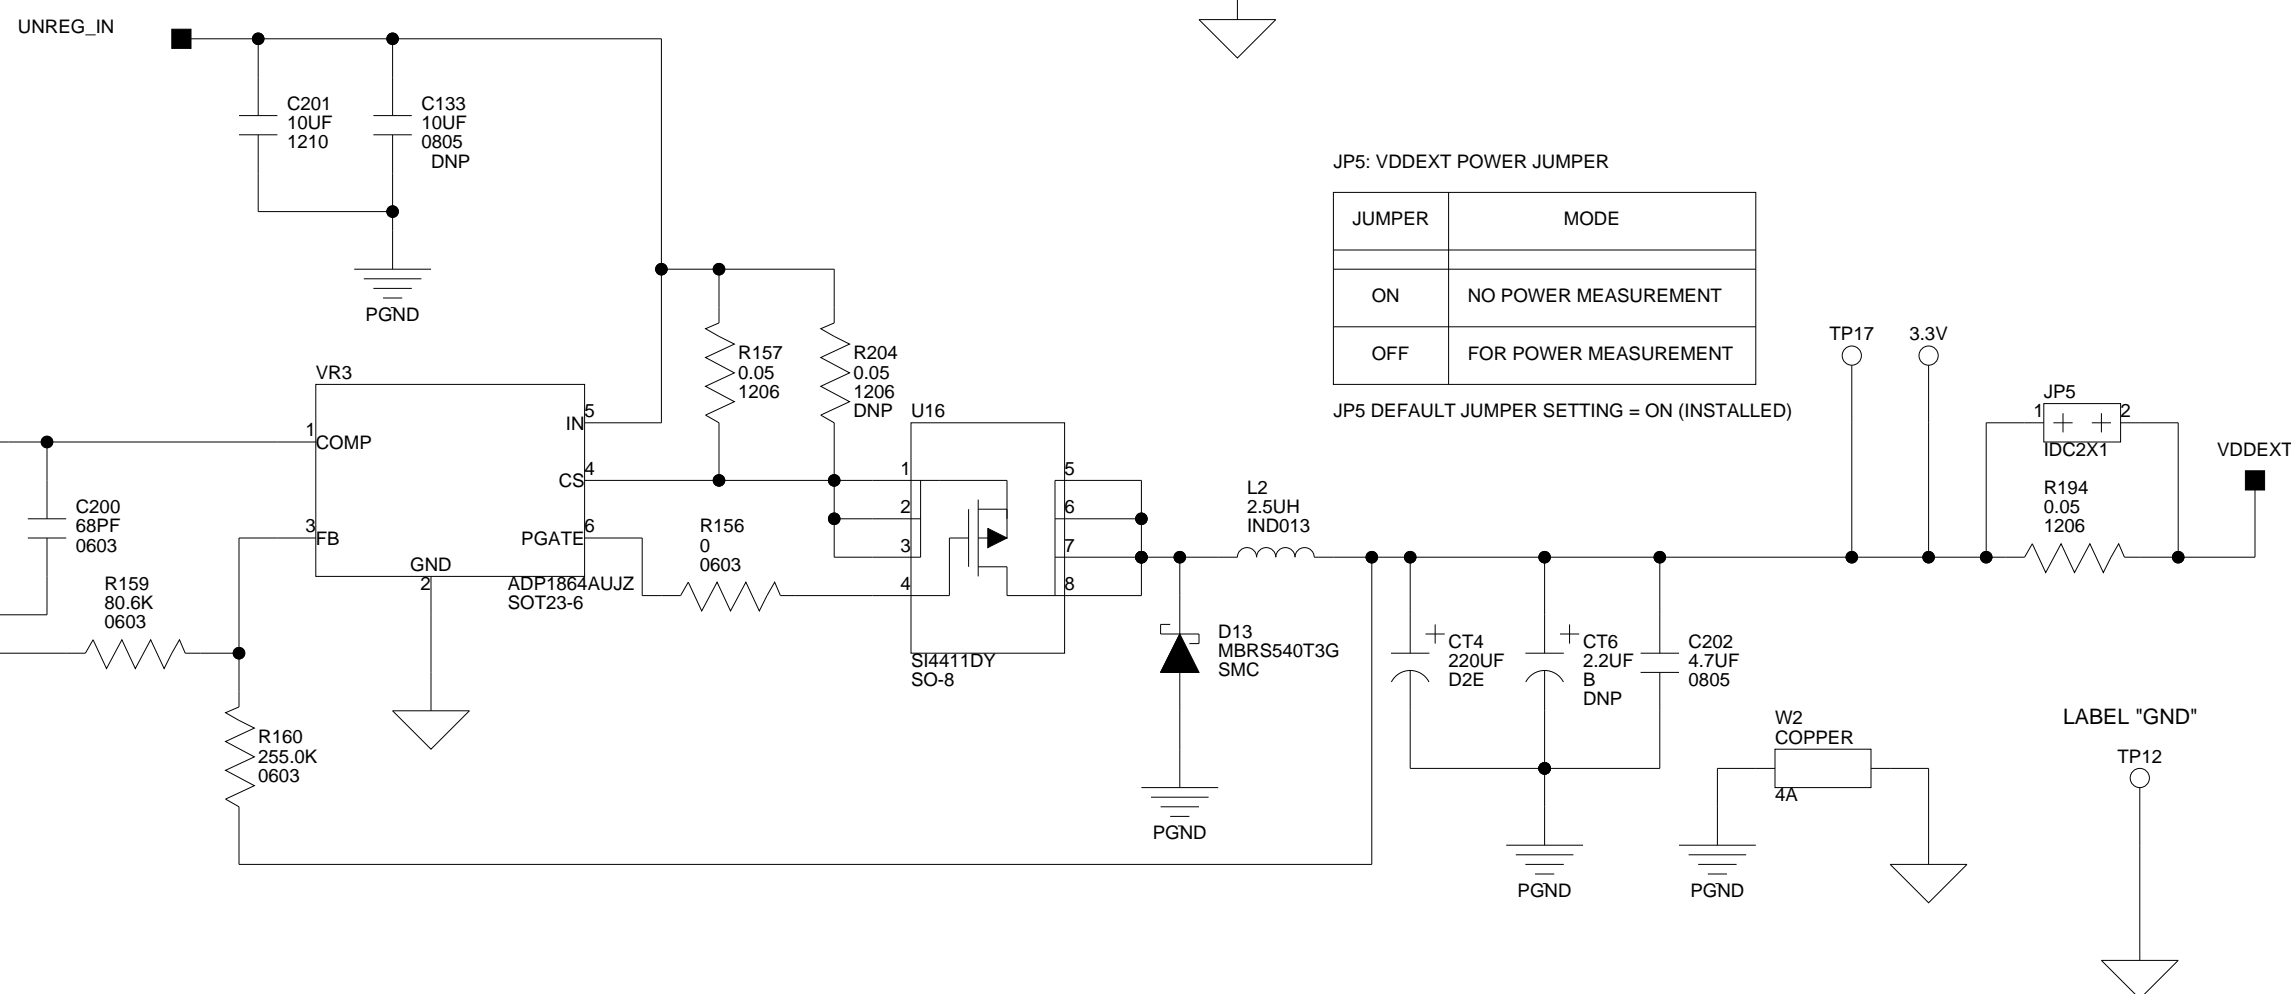 UNREG_IN
C201
10UF
1210
C133
10UF
0805
DNP
PGND
JP5: VDDEXT POWER JUMPER
JUMPER MODE
ON NO POWER MEASUREMENT
OFF FOR POWER MEASUREMENT
JP5 DEFAULT JUMPER SETTING = ON (INSTALLED)
R157
0.05
1206
R204
0.05
1206
DNP
VR3
1
COMP
3
FB
GND
2
5
IN
4
CS
6
PGATE
ADP1864AUJZ
SOT23-6
C200
68PF
0603
R159
80.6K
0603
R160
255.0K
0603
R156
0
0603
U16
1
2
3
4
5
6
7
8
SI4411DY
SO-8
D13
MBRS540T3G
SMC
PGND
L2
2.5UH
IND013
CT4
220UF
D2E
CT6
2.2UF
B
DNP
C202
4.7UF
0805
PGND
TP17
3.3V
JP5
1
2
IDC2X1
R194
0.05
1206
VDDEXT
W2
COPPER
4A
PGND
LABEL "GND"
TP12